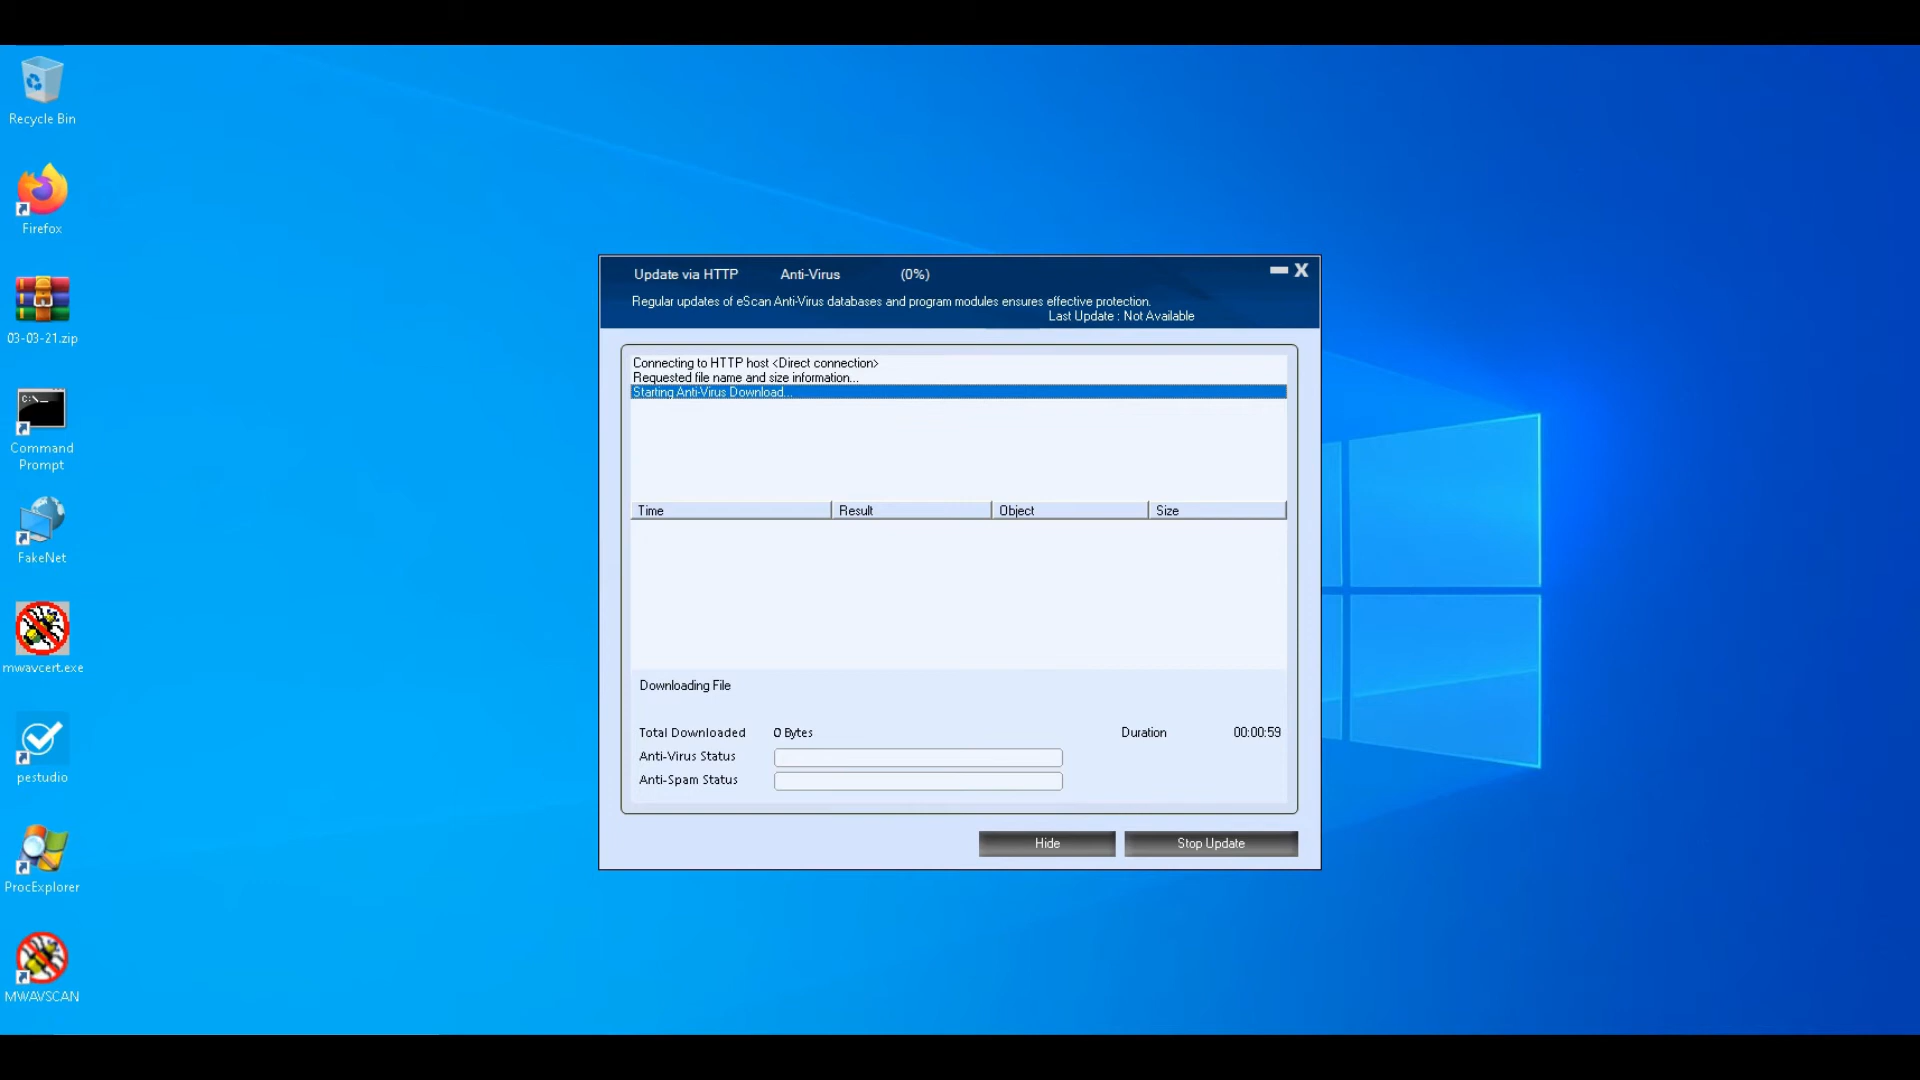 Recycle Bin
Firefox
03-03-21.zip
C:\_
Command
Prompt
FakeNet
mwavcert.exe
pestudio
ProcExplorer
MWAVSCAN
Update via HTTP Anti-Virus (0%)
Regular updates of eScan Anti-Virus databases and program modules ensures effective protection.
Last Update : Not Available
Connecting to HTTP host <Direct connection>
Requested file name and size information...
Starting Anti-Virus Download...
Time Result Object Size
Downloading File
Total Downloaded 0 Bytes Duration 00:00:59
Anti-Virus Status
Anti-Spam Status
Hide Stop Update